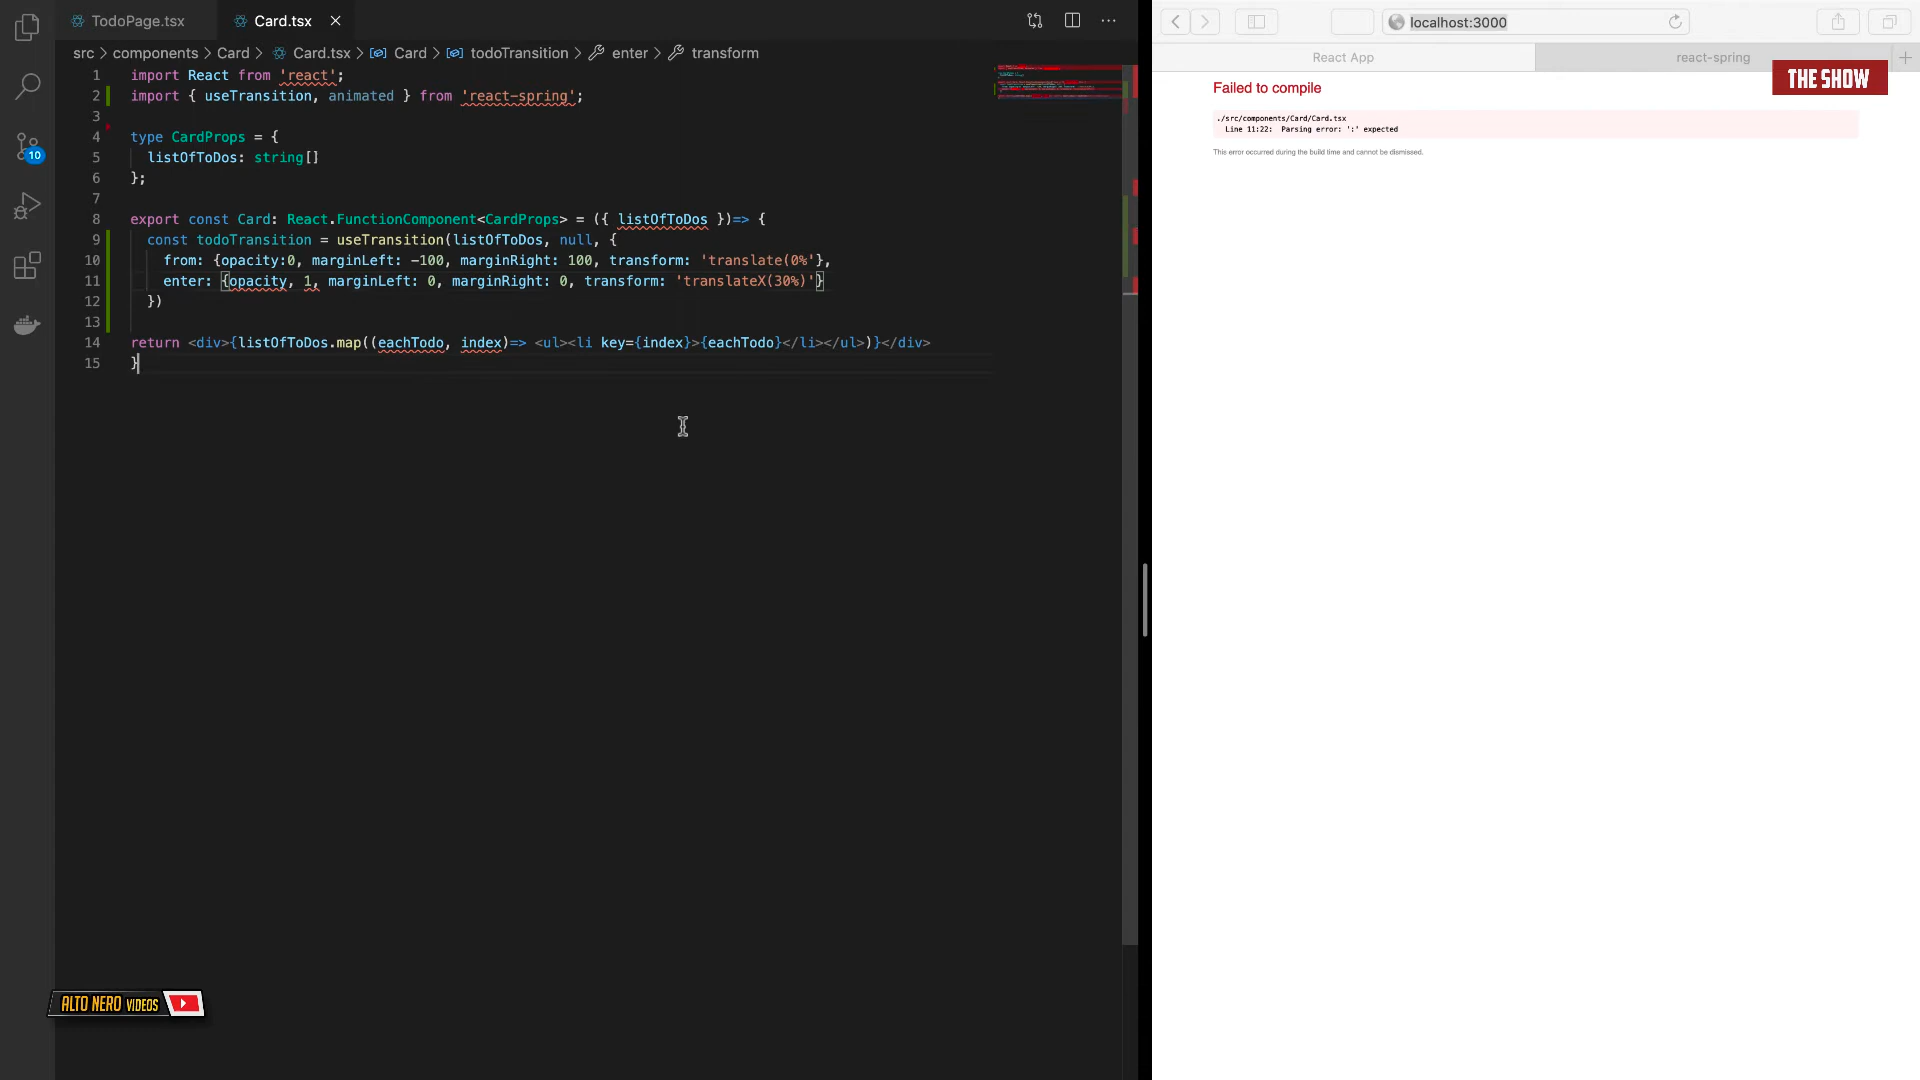 TodoPage.tsx
Card.tsx
src > components > Card > Card.tsx > Card > todoTransition > enter > transform
1 import React from 'react';
2 import { useTransition, animated } from 'react-spring';
3
4 type CardProps = {
5 listOfToDos: string[]
6 };
7
8 export const Card: React.FunctionComponent<CardProps> = ({ listOfToDos })=> {
9 const todoTransition = useTransition(listOfToDos, null, {
10 from: {opacity:0, marginLeft: -100, marginRight: 100, transform: 'translate(0%'},
11 enter: {opacity, 1, marginLeft: 0, marginRight: 0, transform: 'translateX(30%)'}
12 })
13
14 return <div>{listOfToDos.map((eachTodo, index)=> <ul><li key={index}>{eachTodo}</li></ul>)}</div>
15 }
10
ALTO NERO VIDEOS
localhost:3000
React App
react-spring
THE SHOW
Failed to compile
./src/components/Card/Card.tsx
Line 11:22: Parsing error: ':' expected
This error occurred during the build time and cannot be dismissed.